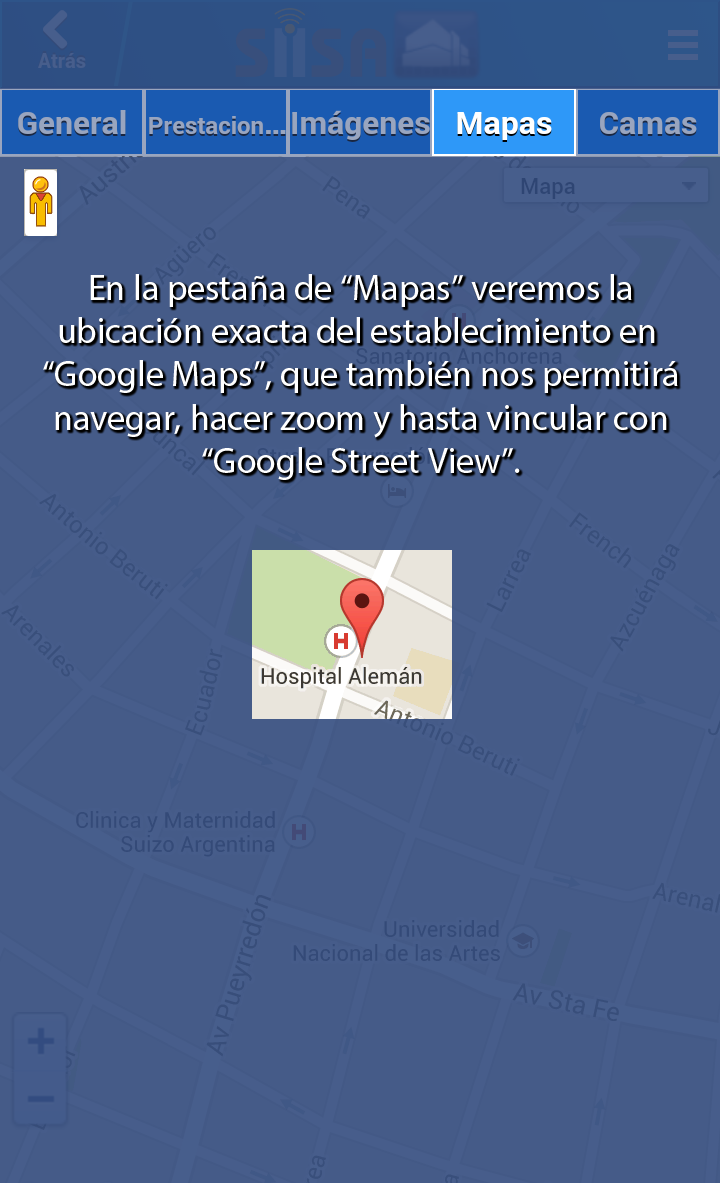 Atrás
SIISA
General
Prestacion...
Imágenes
Mapas
Camas
Mapa
Pena
Agüero
En la pestaña de “Mapas” veremos la
ubicación exacta del establecimiento en
Sanatorio Anchorena
“Google Maps”, que también nos permitirá
navegar, hacer zoom y hasta vincular con
“Google Street View”.
Antonio Beruti
French
Larrea
Azcuénaga
Arenales
Ecuador
H
Hospital Alemán
Antonio Beruti
Clinica y Maternidad
Suizo Argentina
H
Av Pueyrredón
Universidad
Nacional de las Artes
Arenal
Av Sta Fe
+
−